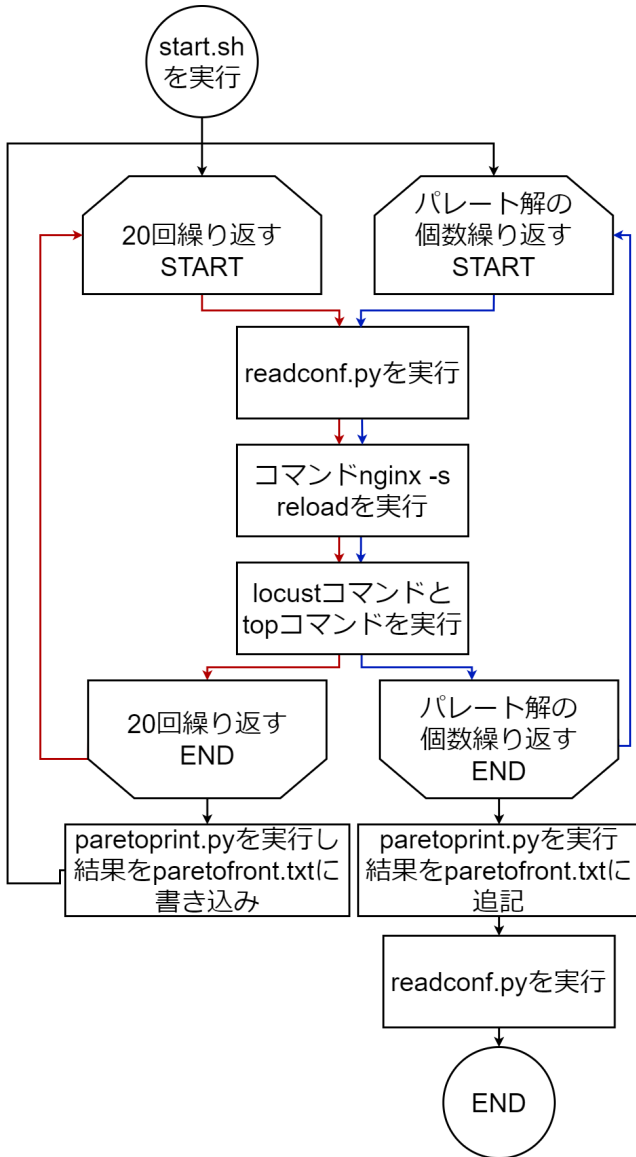 start.sh
を実行
20回繰り返す
START
パレート解の
個数繰り返す
START
readconf.pyを実行
コマンドnginx -s
reloadを実行
locustコマンドと
topコマンドを実行
20回繰り返す
END
パレート解の
個数繰り返す
END
paretoprint.pyを実行し
結果をparetofront.txtに
書き込み
paretoprint.pyを実行
結果をparetofront.txtに
追記
readconf.pyを実行
END